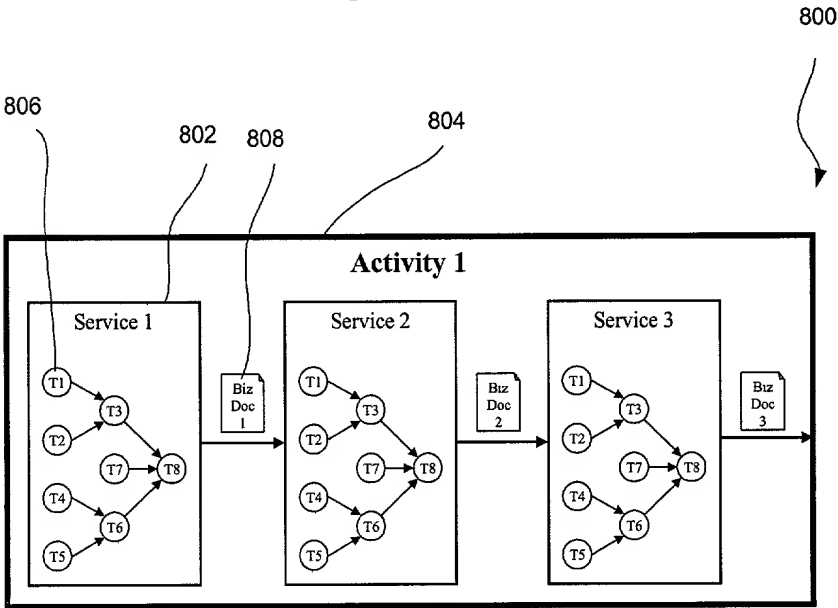 800
806
802
808
804
Activity 1
Service 1
T1
T2
T3
T7
T8
T4
T6
T5
Biz
Doc
1
Service 2
T1
T2
T3
T7
T8
T4
T6
T5
Biz
Doc
2
Service 3
T1
T2
T3
T7
T8
T4
T6
T5
Biz
Doc
3